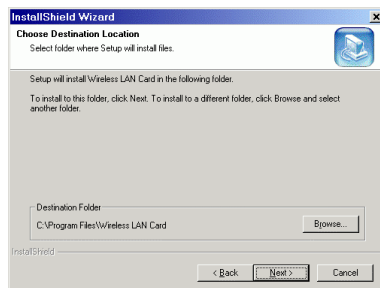 InstallShield Wizard
Choose Destination Location
Select folder where Setup will install files.
Setup will install Wireless LAN Card in the following folder.
To install to this folder, click Next. To install to a different folder, click Browse and select
another folder.
Destination Folder
C:\Program Files\Wireless LAN Card
Browse...
InstallShield
< Back
Next >
Cancel